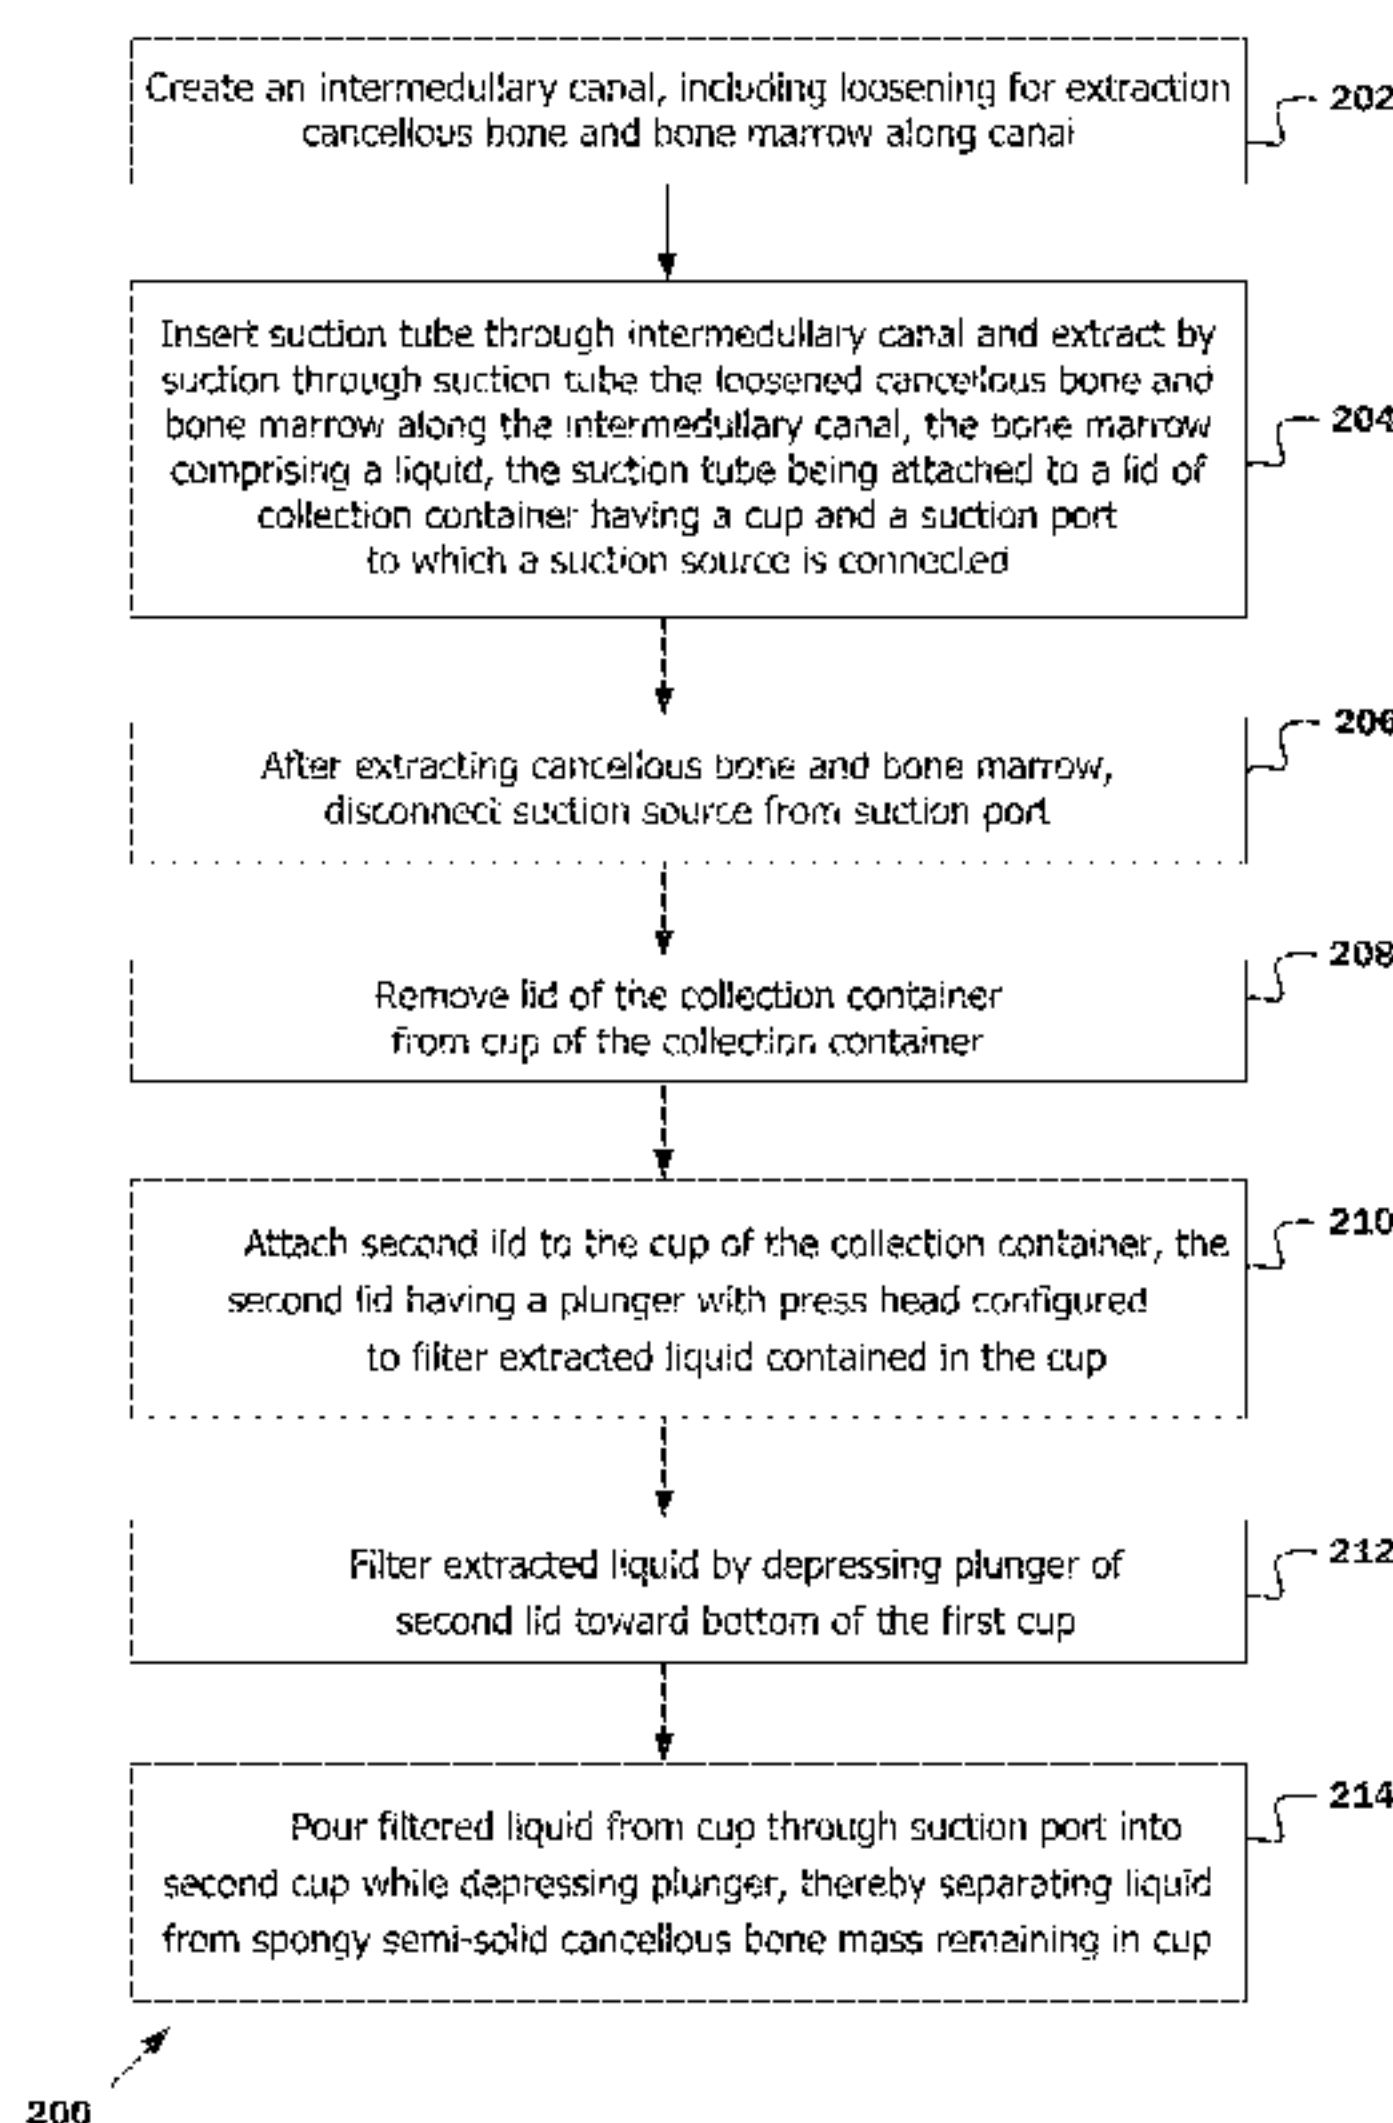 Create an intermedullary canal, including loosening for extraction
cancellous bone and bone marrow along canal
202
Insert suction tube through intermedullary canal and extract by
suction through suction tube the loosened cancellous bone and
bone marrow along the intermedullary canal, the bone marrow
comprising a liquid, the suction tube being attached to a lid of
collection container having a cup and a suction port
to which a suction source is connected
204
After extracting cancellous bone and bone marrow,
disconnect suction source from suction port
206
Remove lid of the collection container
from cup of the collection container
208
Attach second lid to the cup of the collection container, the
second lid having a plunger with press head configured
to filter extracted liquid contained in the cup
210
Filter extracted liquid by depressing plunger of
second lid toward bottom of the first cup
212
Pour filtered liquid from cup through suction port into
second cup while depressing plunger, thereby separating liquid
from spongy semi-solid cancellous bone mass remaining in cup
214
200